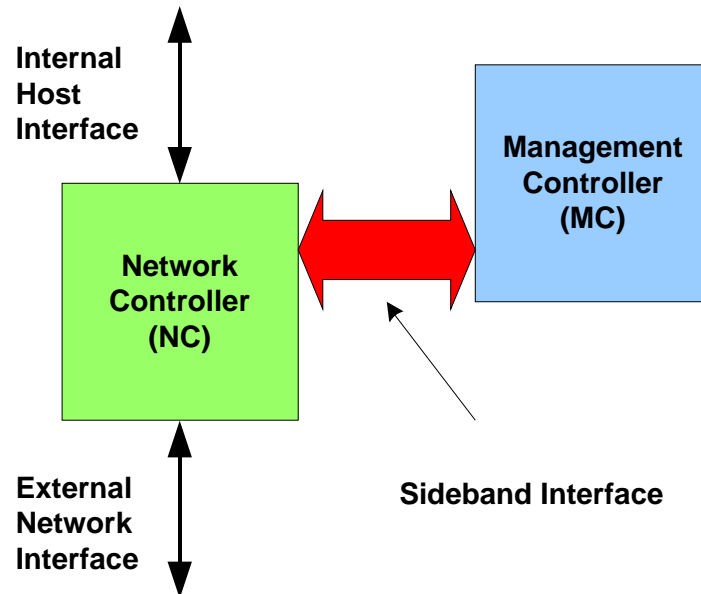 Internal
Host
Interface
Management
Controller
(MC)
Network
Controller
(NC)
External
Network
Interface
Sideband Interface